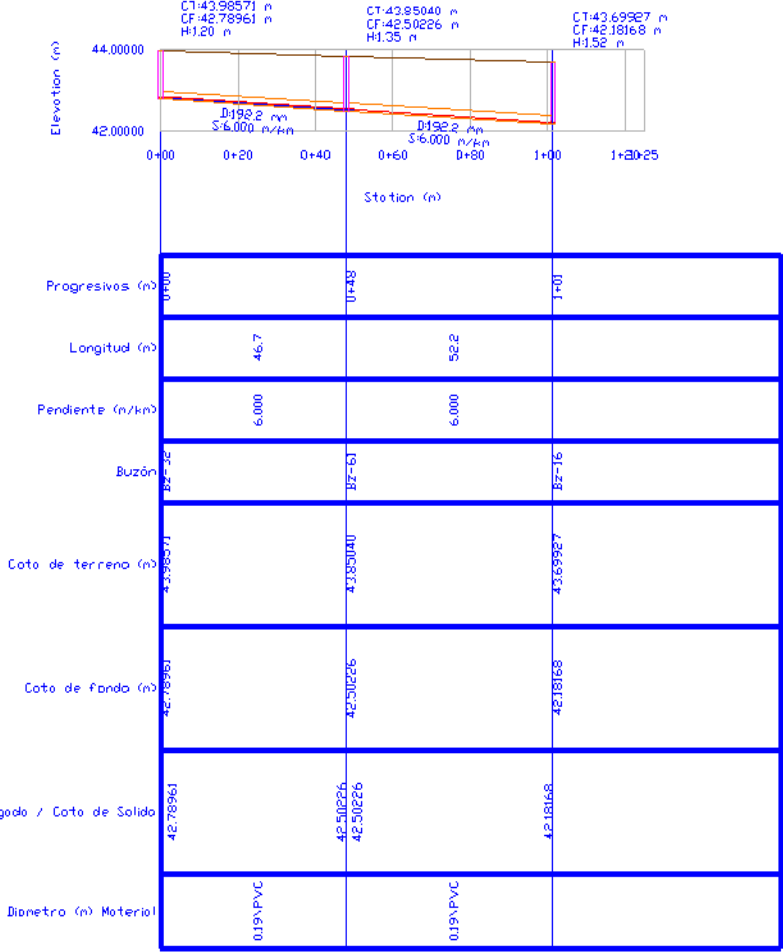 CT:43.98571 m
CF:42.78961 m
H:1.20 m
CT:43.85040 m
CF:42.50226 m
H:1.35 m
CT:43.69927 m
CF:42.18168 m
H:1.52 m
Elevation (m)
44.00000
42.00000
D:192.2 mm
S:6.000 m/km
D:192.2 mm
S:6.000 m/km
0+00 0+20 0+40 0+60 0+80 1+00
Station (m)
Progresivas (m) 0+00 0+48 1+01
Longitud (m) 46.7 52.2
Pendiente (m/km) 6.000 6.000
Buzón Bz-32 Bz-61 Bz-16
Cota de terreno (m) 43.98571 43.85040 43.69927
Cota de fondo (m) 42.78961 42.50226 42.18168
/ Cota de Salida 42.78961 42.50226 42.50226 42.18168
Diametro (m) Material 0.19\PVC 0.19\PVC